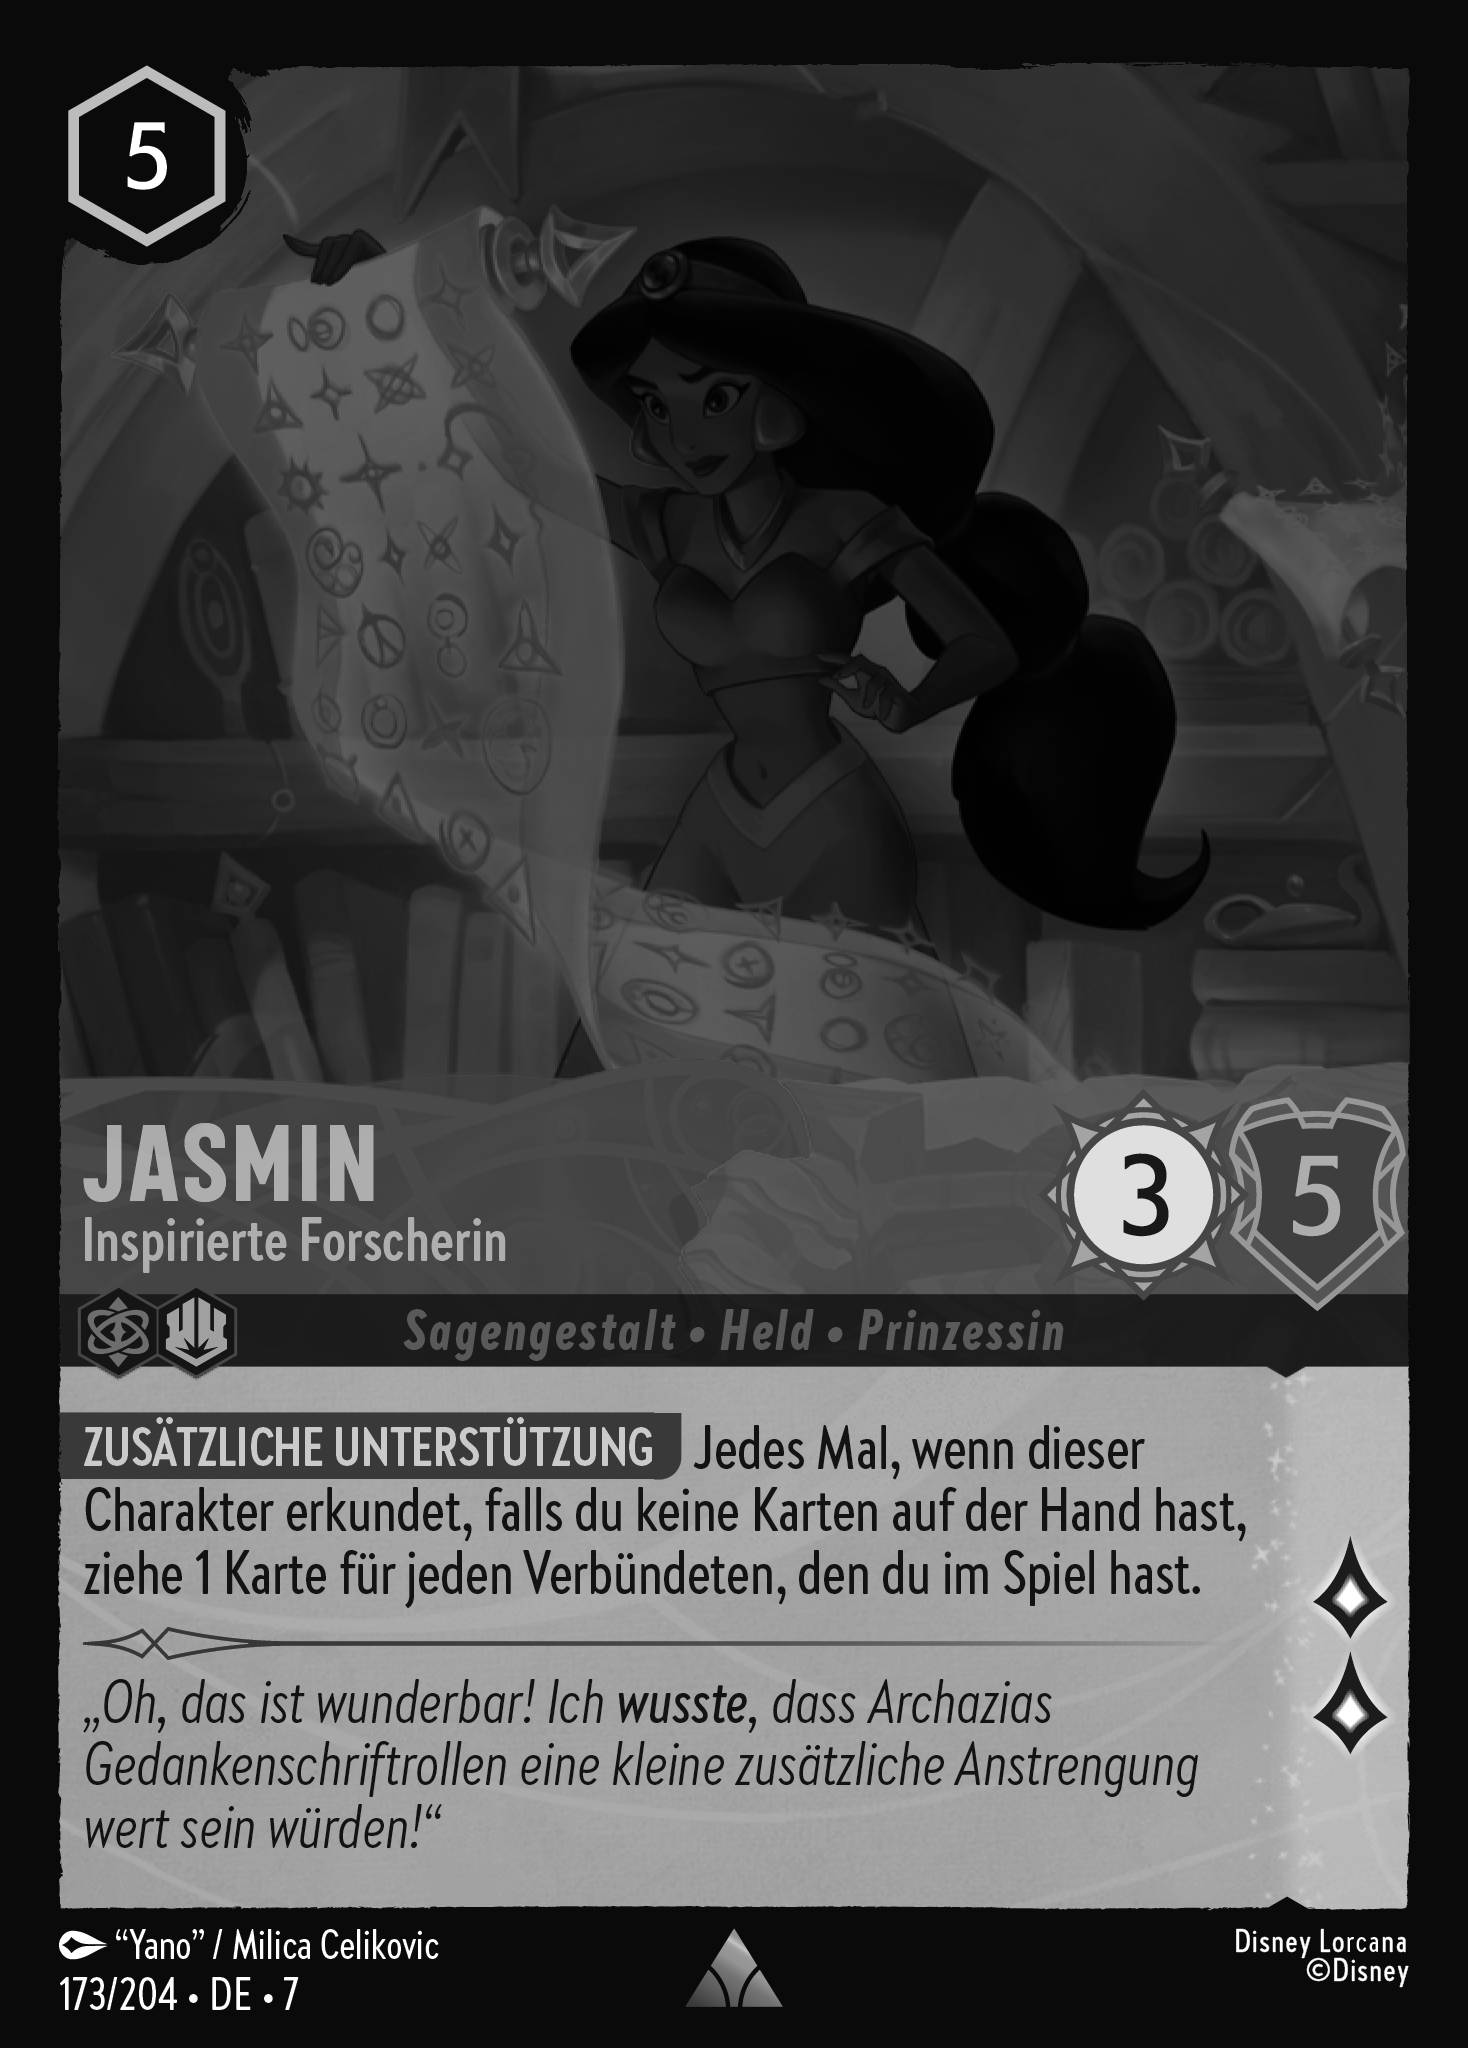 5
JASMIN
Inspirierte Forscherin
3 5
Sagengestalt • Held • Prinzessin
ZUSÄTZLICHE UNTERSTÜTZUNG Jedes Mal, wenn dieser
Charakter erkundet, falls du keine Karten auf der Hand hast,
ziehe 1 Karte für jeden Verbündeten, den du im Spiel hast.
„Oh, das ist wunderbar! Ich wusste, dass Archazias
Gedankenschriftrollen eine kleine zusätzliche Anstrengung
wert sein würden!“
“Yano” / Milica Celikovic
173/204 • DE • 7
Disney Lorcana
©Disney